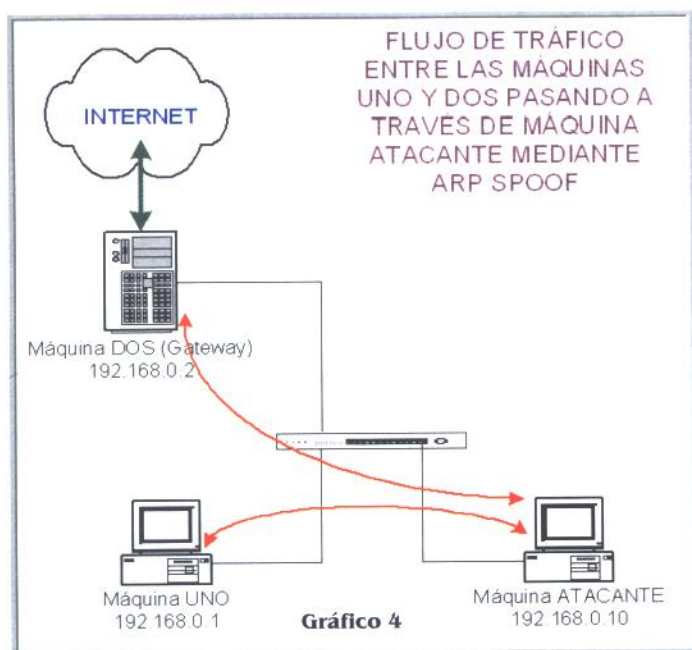 FLUJO DE TRÁFICO
ENTRE LAS MÁQUINAS
UNO Y DOS PASANDO A
TRAVÉS DE MÁQUINA
ATACANTE MEDIANTE
ARP SPOOF
INTERNET
Máquina DOS (Gateway)
192.168.0.2
Máquina UNO
192.168.0.1
Gráfico 4
Máquina ATACANTE
192.168.0.10